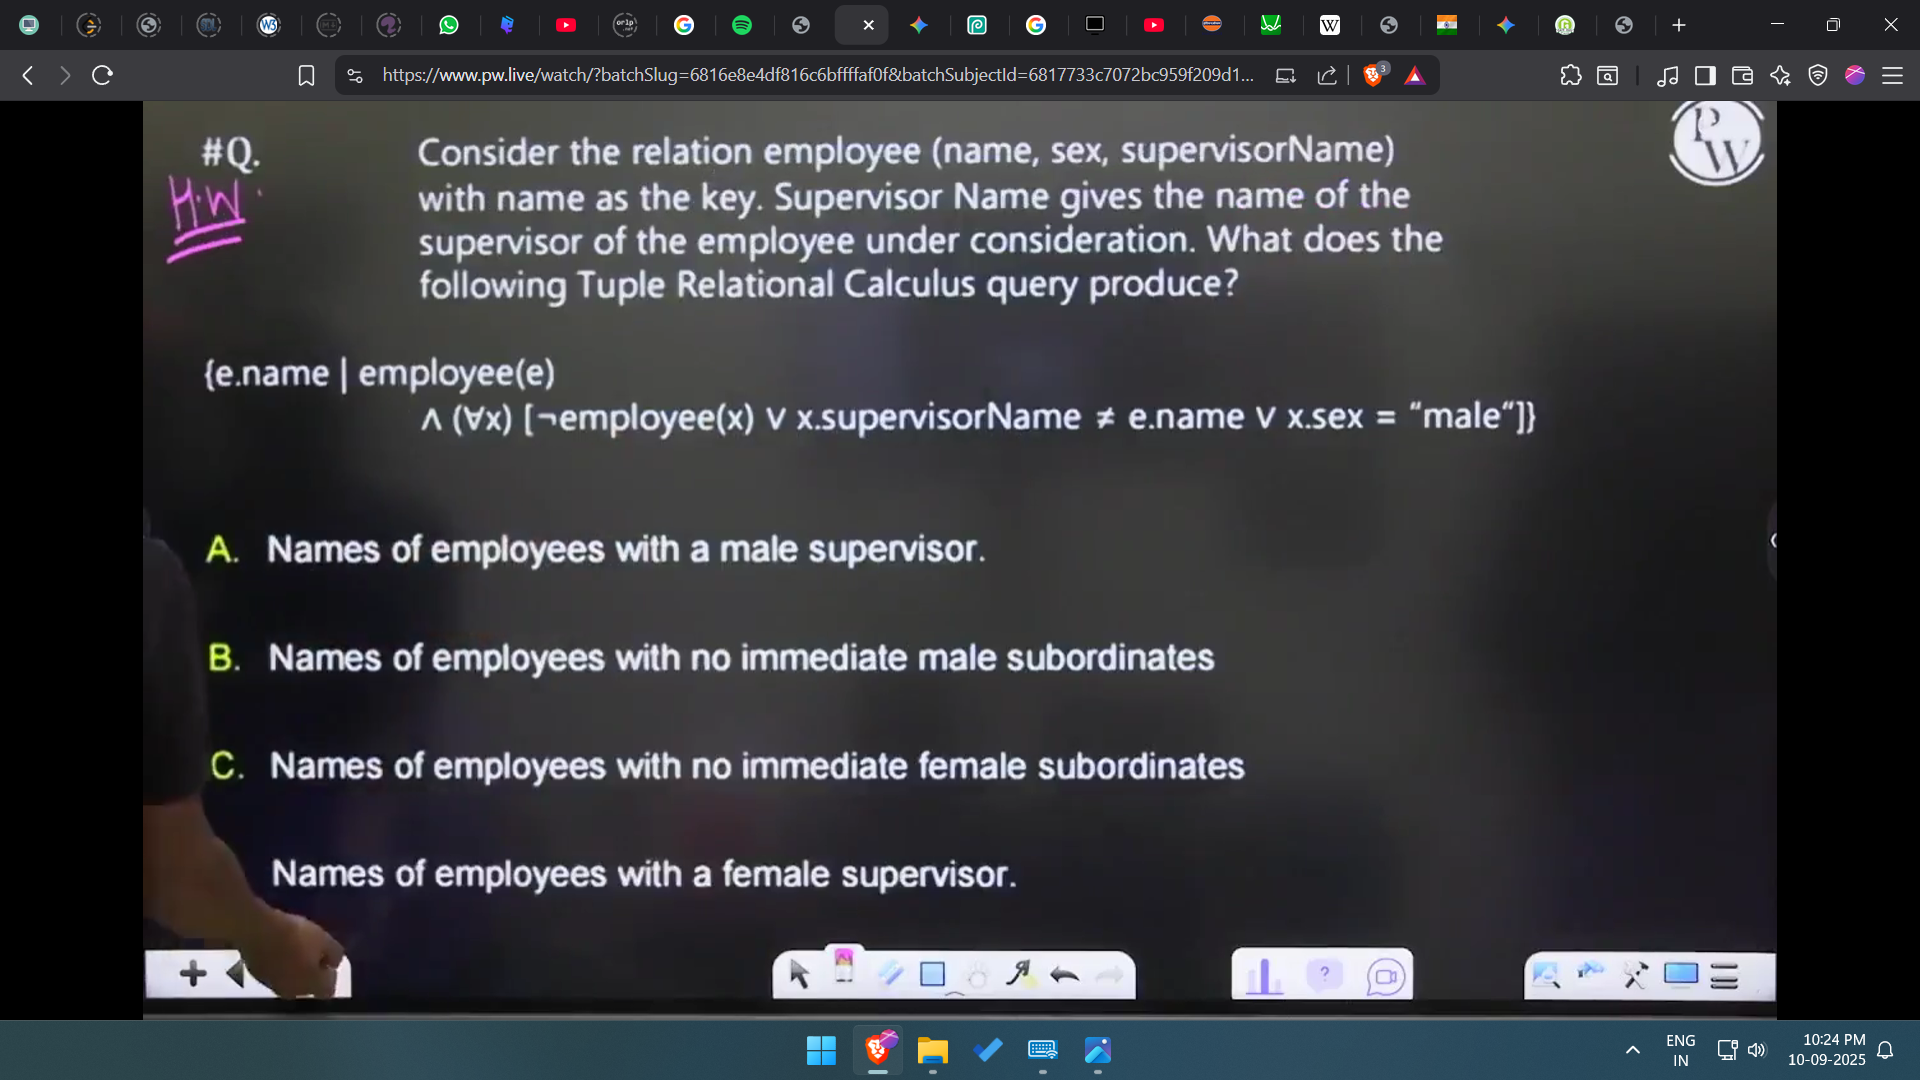 https://www.pw.live/watch/?batchSlug=6816e8e4df816c6bffffaf0f&batchSubjectId=6817733c7072bc959f209d1...
3
#Q.
H.W.
PW
Consider the relation employee (name, sex, supervisorName)
with name as the key. Supervisor Name gives the name of the
supervisor of the employee under consideration. What does the
following Tuple Relational Calculus query produce?
{e.name | employee(e)
∧ (∀x) [¬employee(x) ∨ x.supervisorName ≠ e.name ∨ x.sex = “male“]}
A. Names of employees with a male supervisor.
B. Names of employees with no immediate male subordinates
C. Names of employees with no immediate female subordinates
Names of employees with a female supervisor.
ENG
IN
10:24 PM
10-09-2025